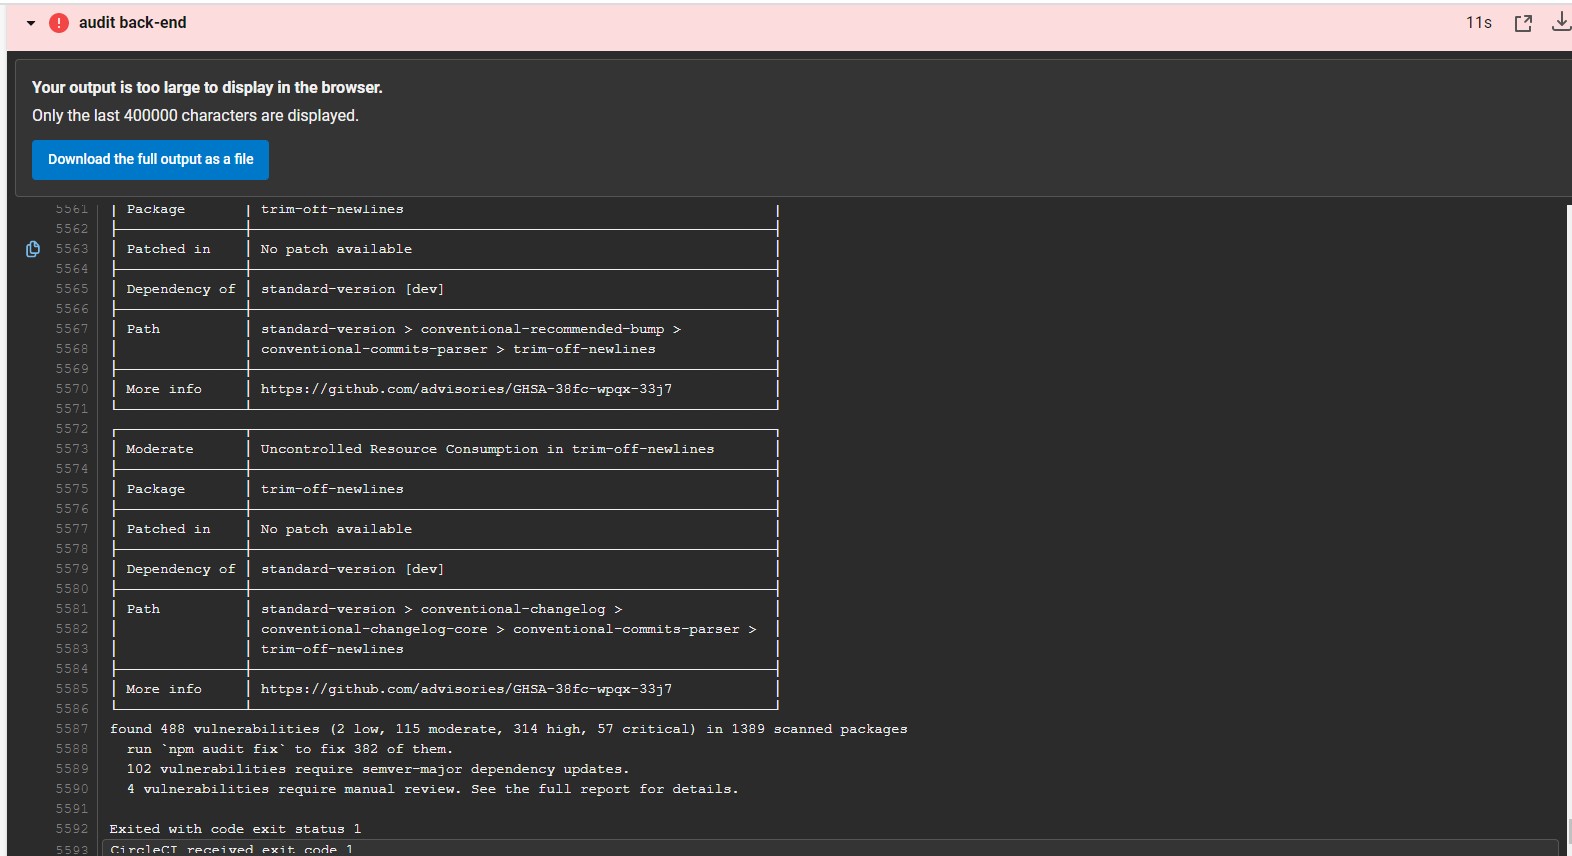 audit back-end
11s
Your output is too large to display in the browser.
Only the last 400000 characters are displayed.
Download the full output as a file
5561 | Package | trim-off-newlines |
5562
5563 | Patched in | No patch available |
5564
5565 | Dependency of | standard-version [dev] |
5566
5567 | Path | standard-version > conventional-recommended-bump > |
5568 | | conventional-commits-parser > trim-off-newlines |
5569
5570 | More info | https://github.com/advisories/GHSA-38fc-wpqx-33j7 |
5571
5572
5573 | Moderate | Uncontrolled Resource Consumption in trim-off-newlines |
5574
5575 | Package | trim-off-newlines |
5576
5577 | Patched in | No patch available |
5578
5579 | Dependency of | standard-version [dev] |
5580
5581 | Path | standard-version > conventional-changelog > |
5582 | | conventional-changelog-core > conventional-commits-parser > |
5583 | | trim-off-newlines |
5584
5585 | More info | https://github.com/advisories/GHSA-38fc-wpqx-33j7 |
5586
5587 found 488 vulnerabilities (2 low, 115 moderate, 314 high, 57 critical) in 1389 scanned packages
5588 run `npm audit fix` to fix 382 of them.
5589 102 vulnerabilities require semver-major dependency updates.
5590 4 vulnerabilities require manual review. See the full report for details.
5591
5592 Exited with code exit status 1
5593 CircleCI received exit code 1